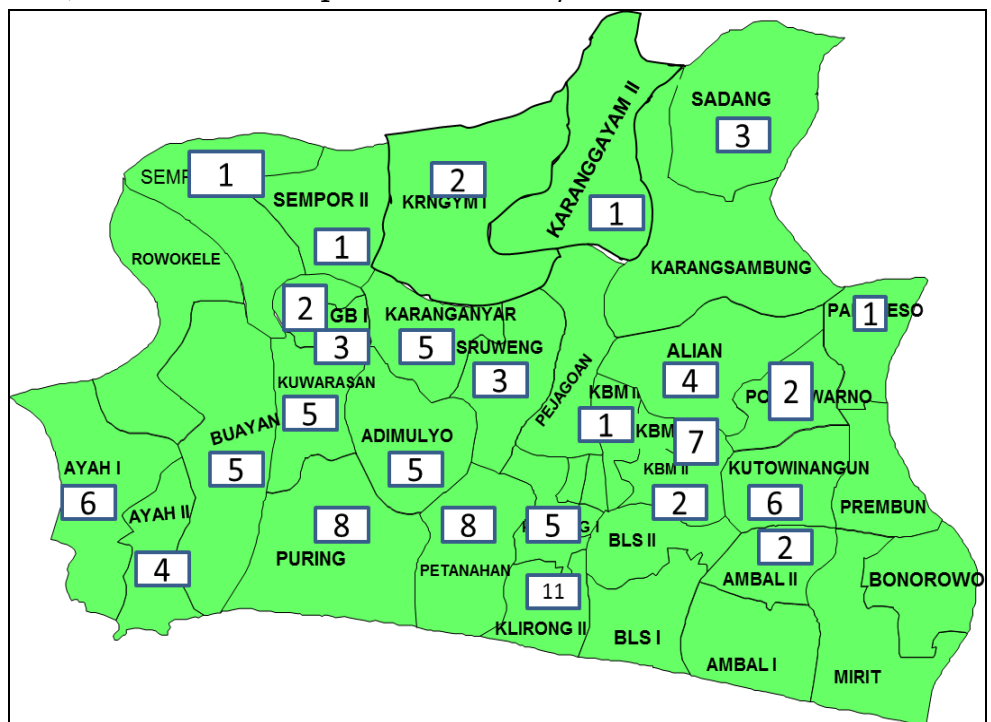 SADANG
3
KARANGGAYAM II
1
SEMP
1
2
KRNGYM I
SEMPOR II
1
ROWOKELE
KARANGSAMBUNG
2
GB I
3
KARANGANYAR
5
SRUWENG
3
PEJAGOAN
1
ALIAN
4
2
KUWARASAN
5
KBM II
1
KBM
7
BUAYAN
5
ADIMULYO
5
KBM II
2
KUTOWINANGUN
6
PREMBUN
AYAH I
6
AYAH II
4
8
PURING
8
PETANAHAN
5
BLS II
2
AMBAL II
BONOROWO
11
KLIRONG II
BLS I
AMBAL I
MIRIT